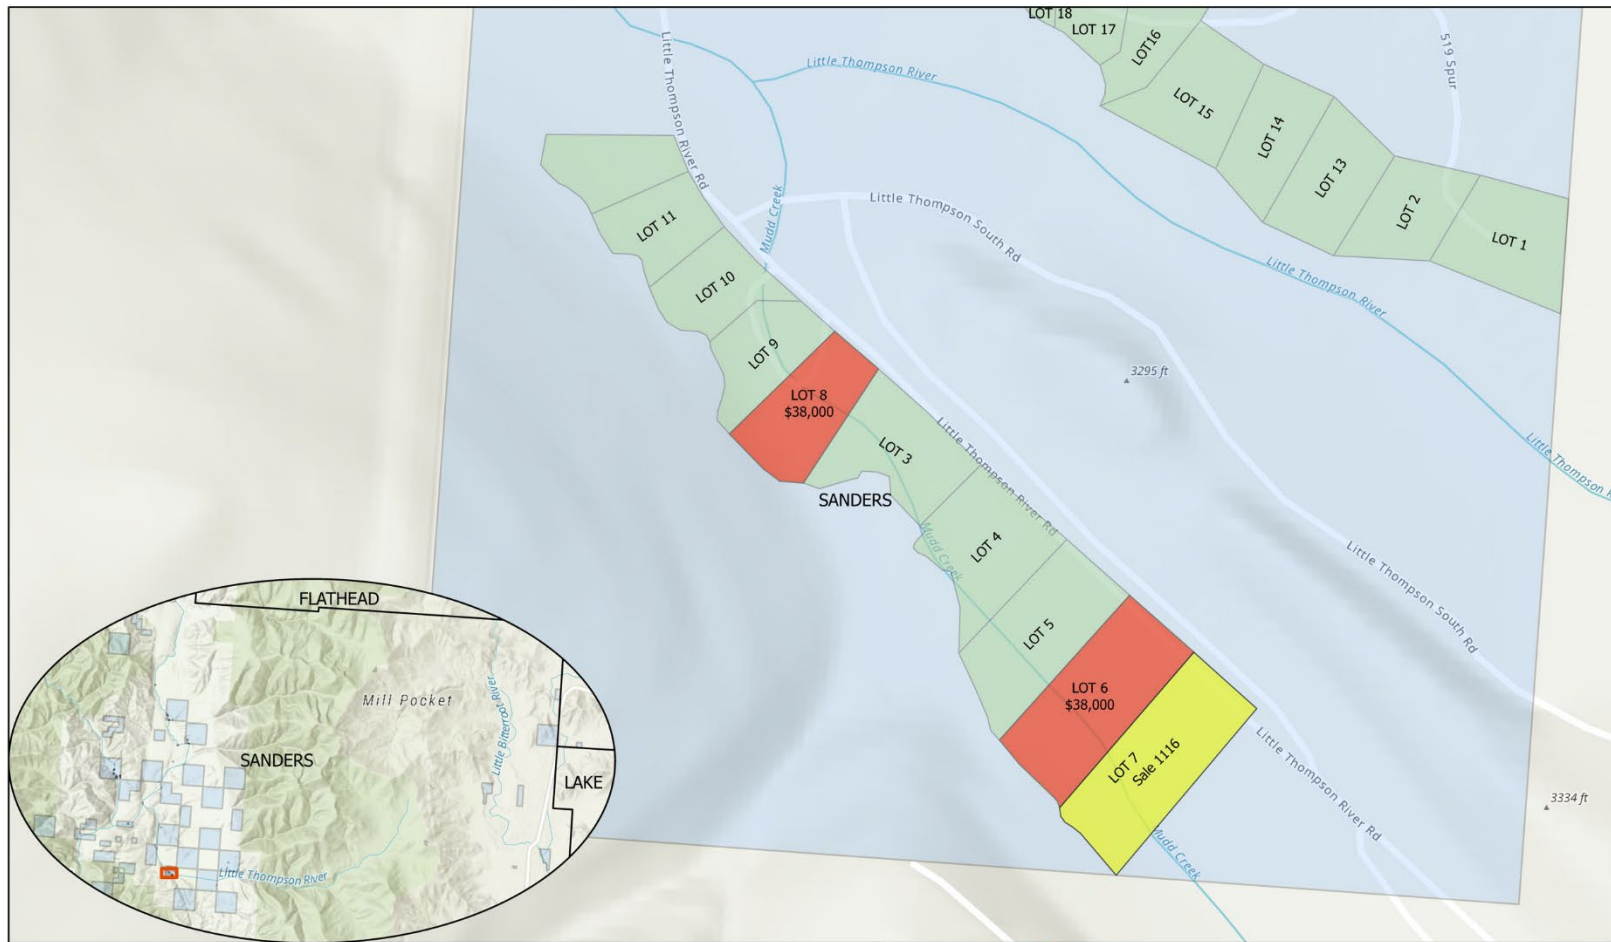 LOT 18
LOT 17
LOT16
519 Spur
Little Thompson River Rd
Little Thompson River
LOT 15
LOT 14
LOT 13
LOT 2
LOT 1
Mudd Creek
Little Thompson South Rd
LOT 11
Little Thompson River
LOT 10
LOT 9
3295 ft
LOT 8
$38,000
LOT 3
Little Thompson River Rd
Little Thompson R
SANDERS
Mudd Creek
LOT 4
Little Thompson South Rd
LOT 5
LOT 6
$38,000
LOT 7
Sale 1116
Little Thompson River Rd
3334 ft
Mudd Creek
FLATHEAD
Mill Pocket
Little Bitterroot River
SANDERS
LAKE
Little Thompson River